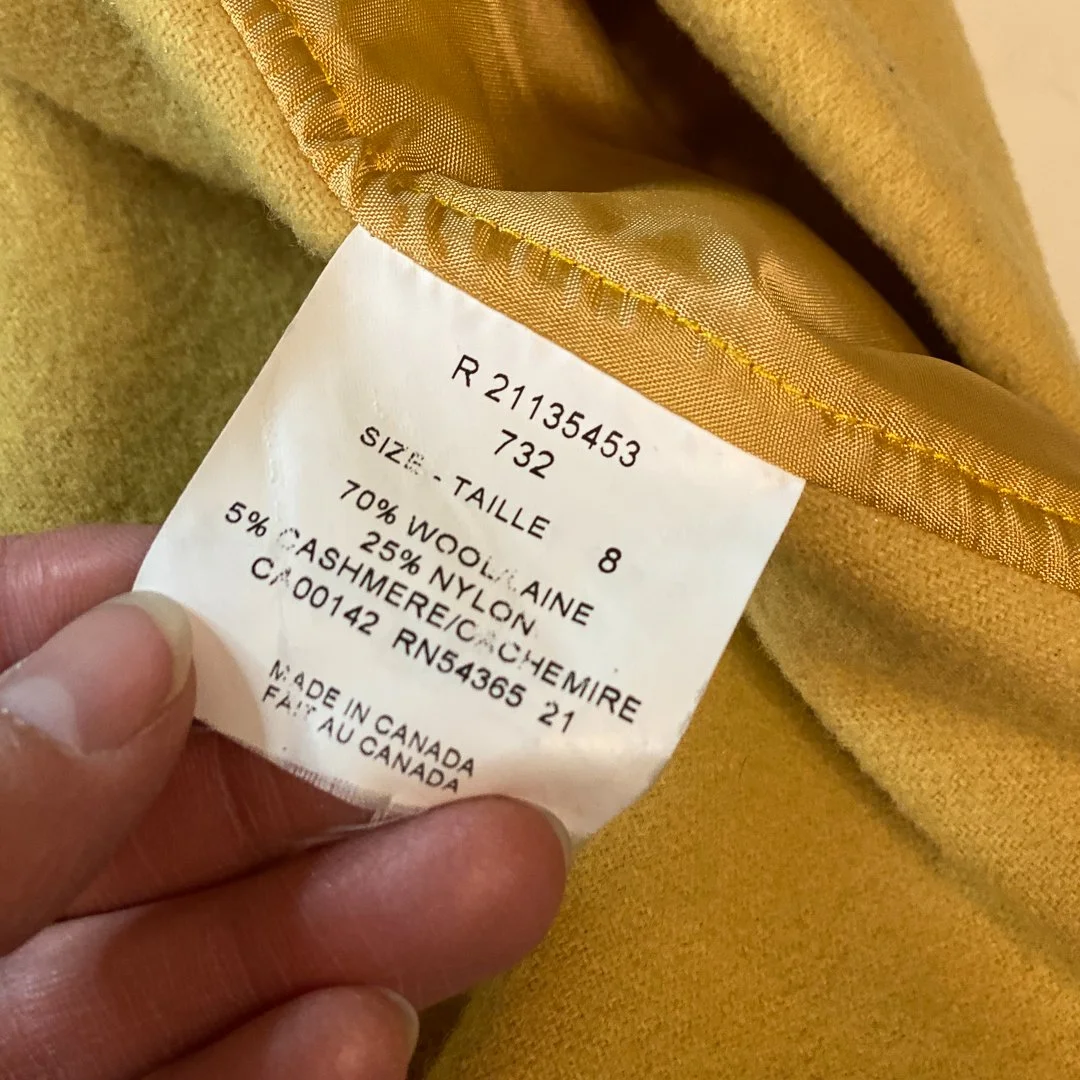 R 21135453
732
SIZE - TAILLE 8
70% WOOL/LAINE
25% NYLON
5% CASHMERE/CACHEMIRE
CA00142 RN54365 21
MADE IN CANADA
FAIT AU CANADA